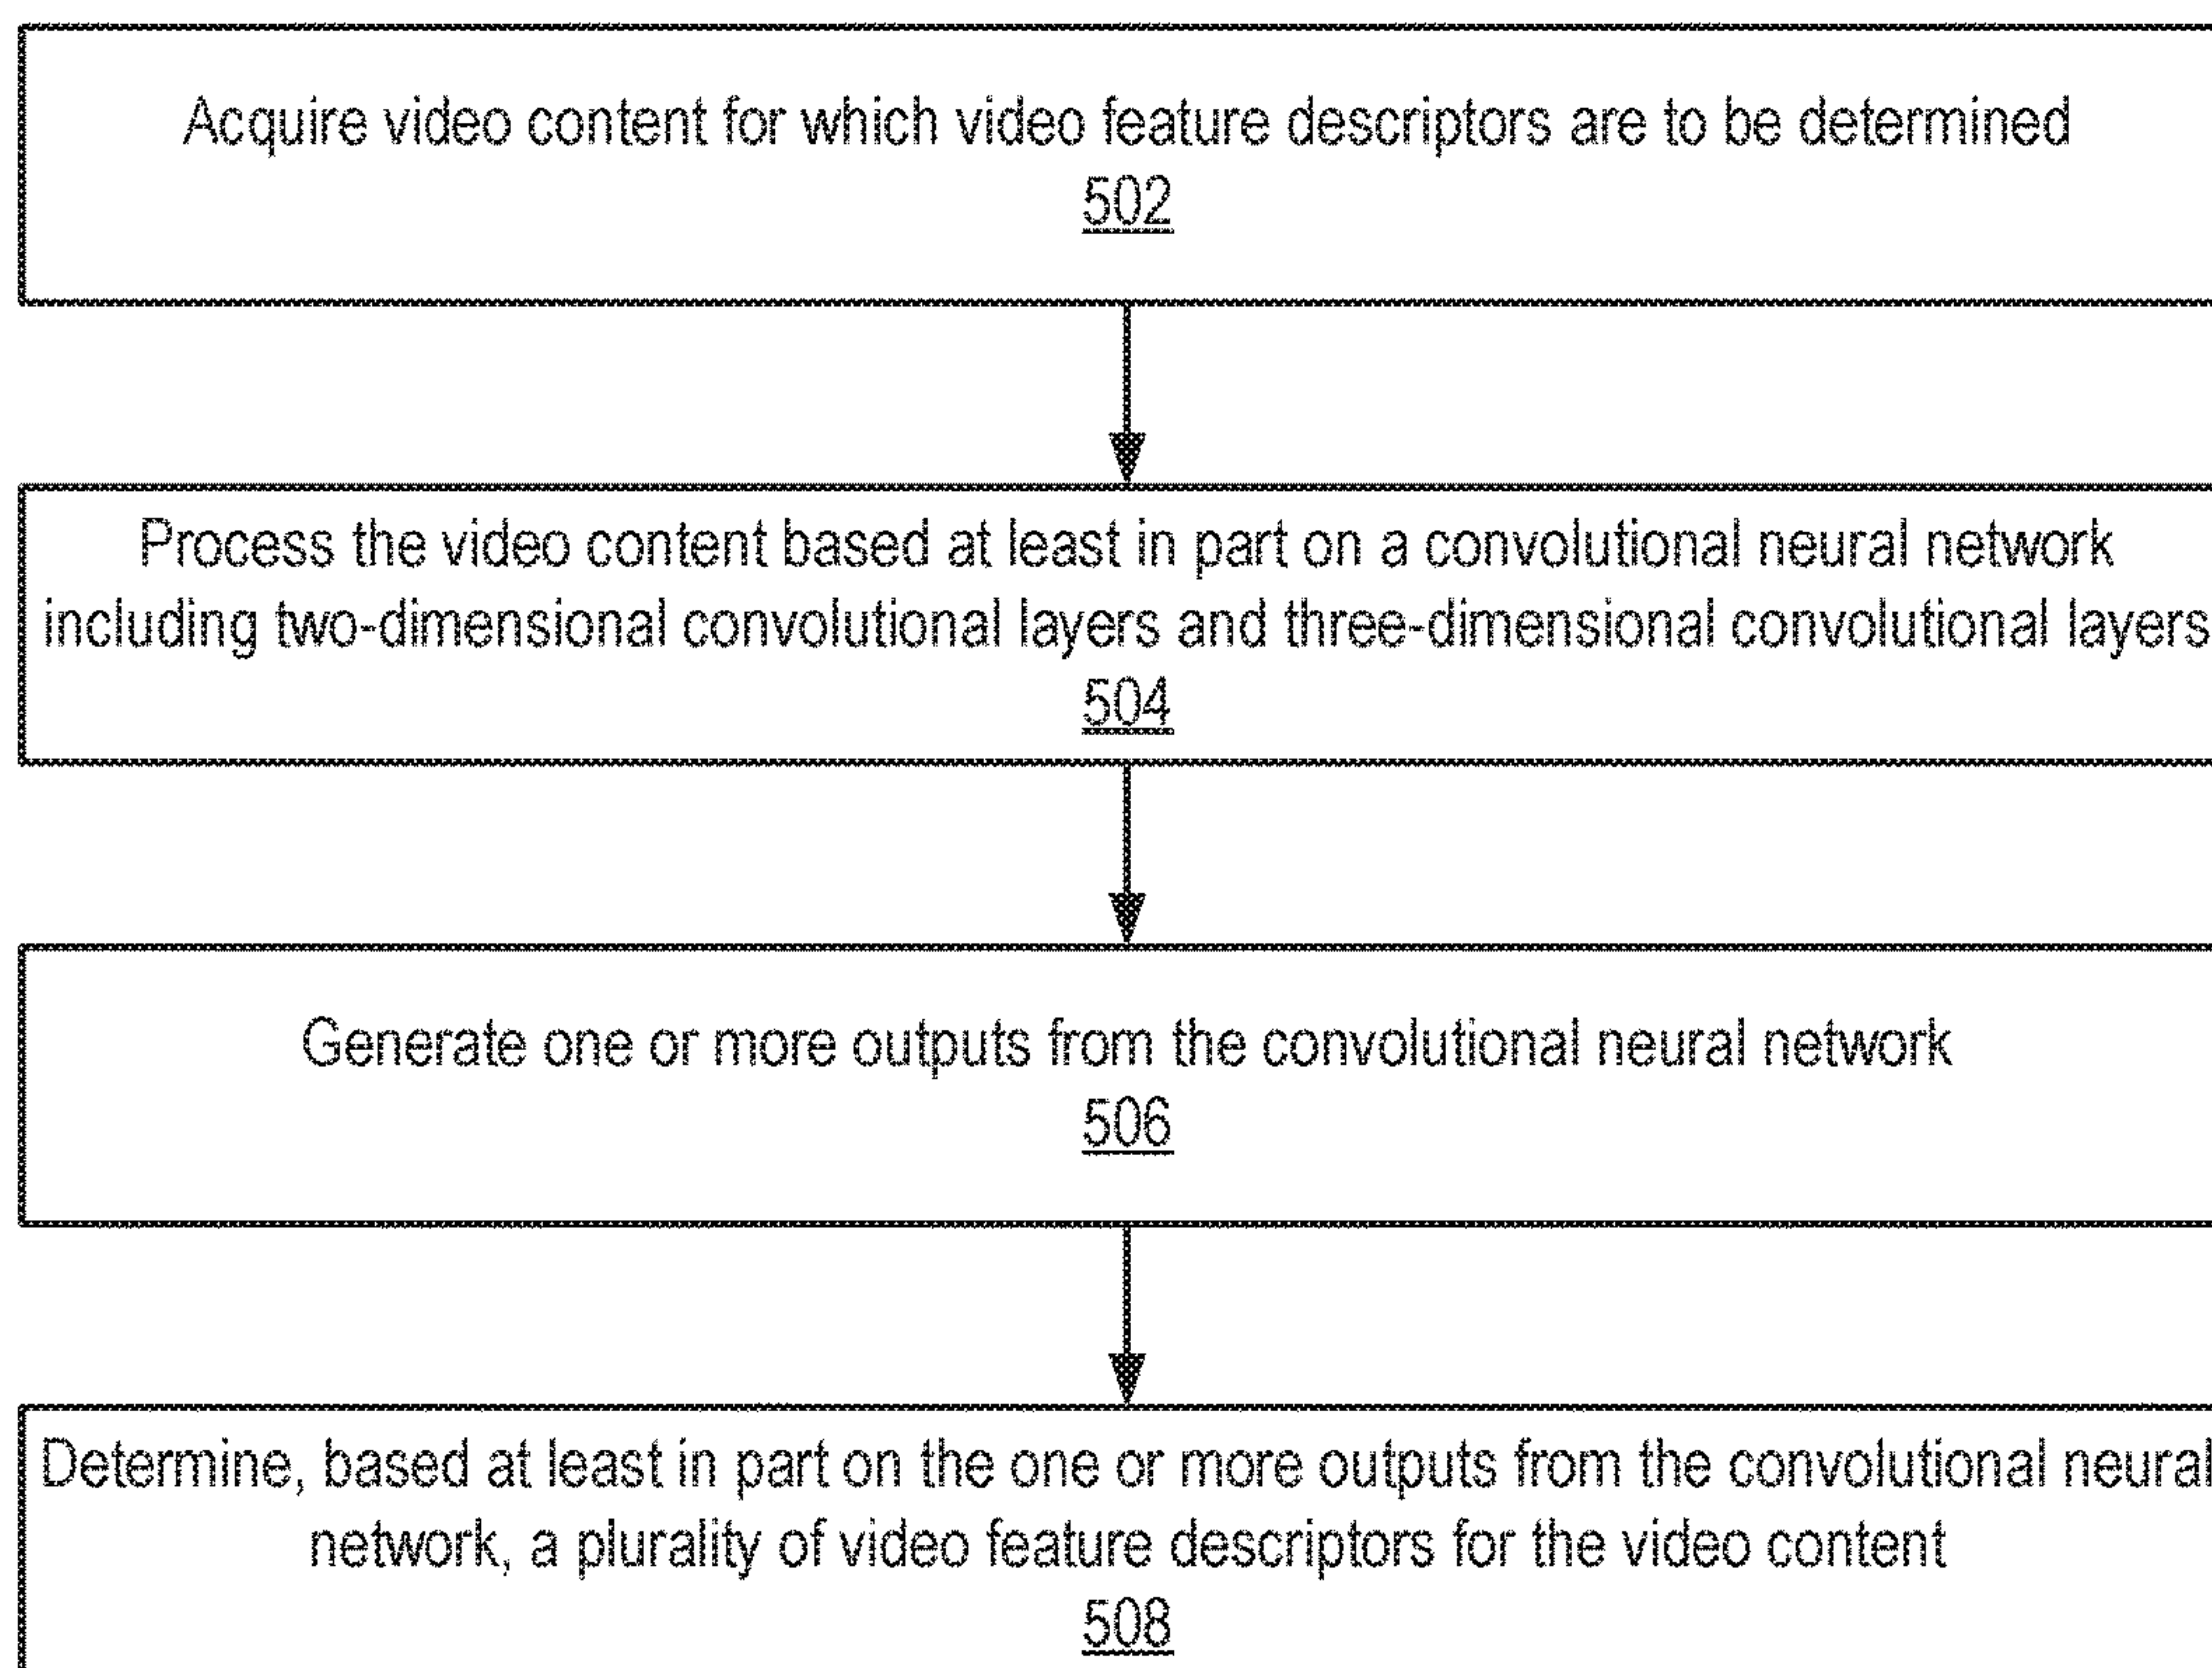 Acquire video content for which video feature descriptors are to be determined
502
Process the video content based at least in part on a convolutional neural network
including two-dimensional convolutional layers and three-dimensional convolutional layers
504
Generate one or more outputs from the convolutional neural network
506
Determine, based at least in part on the one or more outputs from the convolutional neural
network, a plurality of video feature descriptors for the video content
508